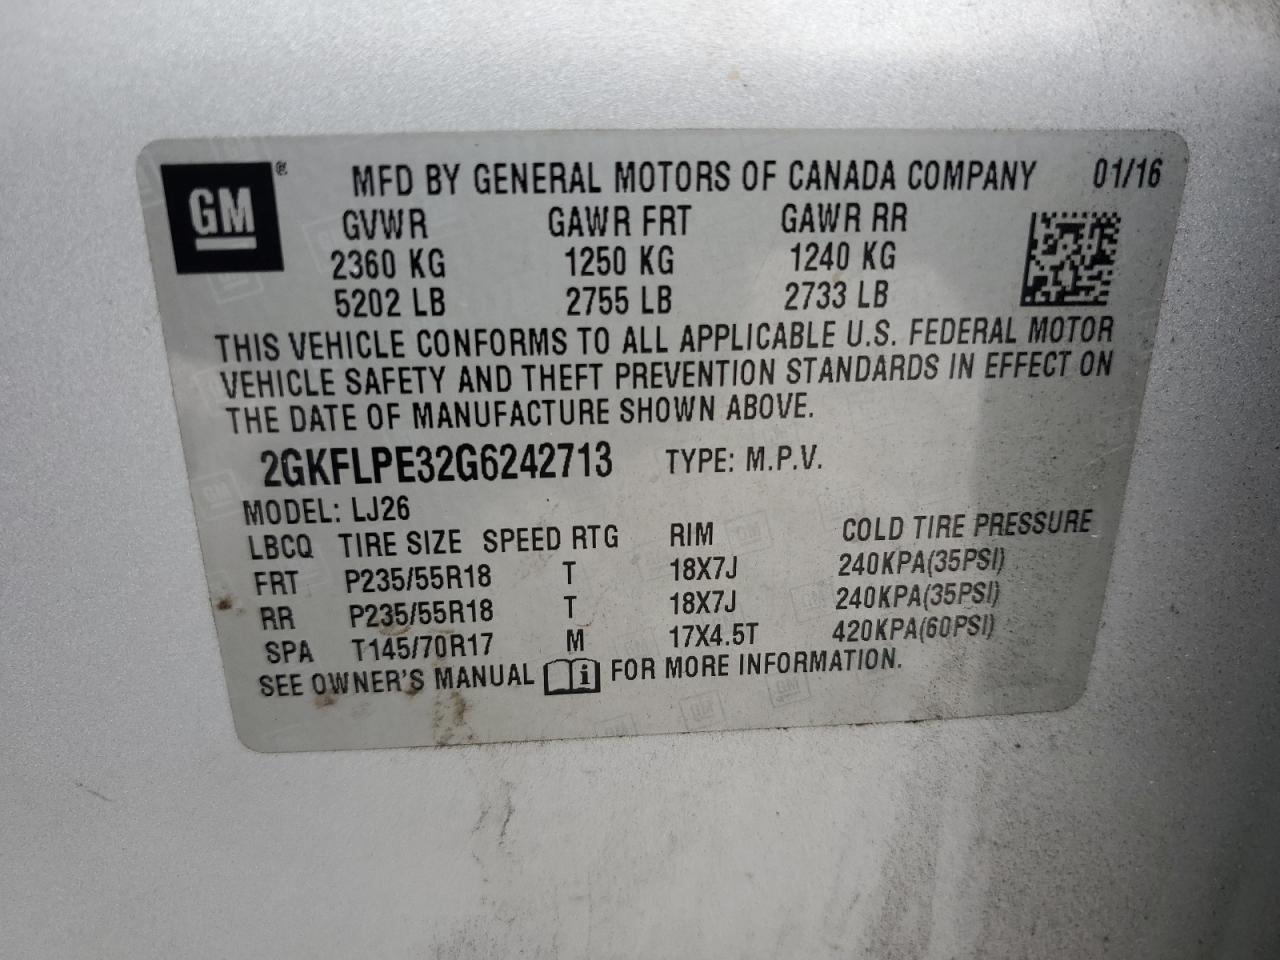 GM® MFD BY GENERAL MOTORS OF CANADA COMPANY 01/16
GVWR GAWR FRT GAWR RR
2360 KG 1250 KG 1240 KG
5202 LB 2755 LB 2733 LB
THIS VEHICLE CONFORMS TO ALL APPLICABLE U.S. FEDERAL MOTOR
VEHICLE SAFETY AND THEFT PREVENTION STANDARDS IN EFFECT ON
THE DATE OF MANUFACTURE SHOWN ABOVE.
2GKFLPE32G6242713 TYPE: M.P.V.
MODEL: LJ26
LBCQ TIRE SIZE SPEED RTG RIM COLD TIRE PRESSURE
FRT P235/55R18 T 18X7J 240KPA(35PSI)
RR P235/55R18 T 18X7J 240KPA(35PSI)
SPA T145/70R17 M 17X4.5T 420KPA(60PSI)
SEE OWNER'S MANUAL i FOR MORE INFORMATION.